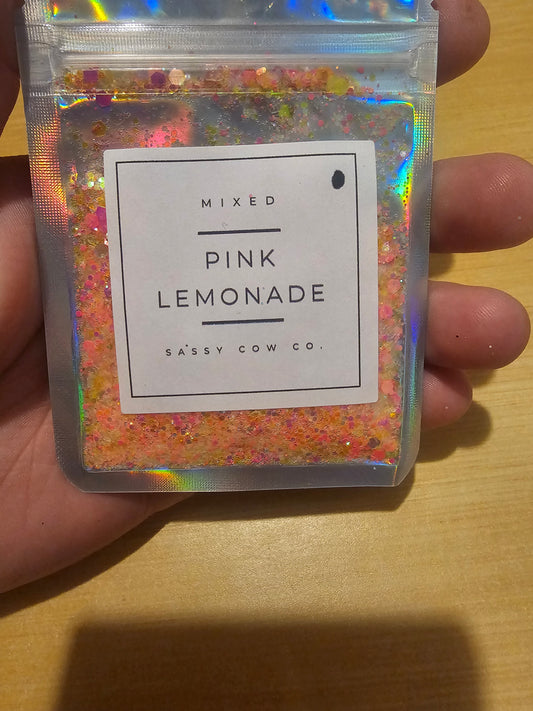 MIXED
PINK
LEMONADE
SASSY COW CO.